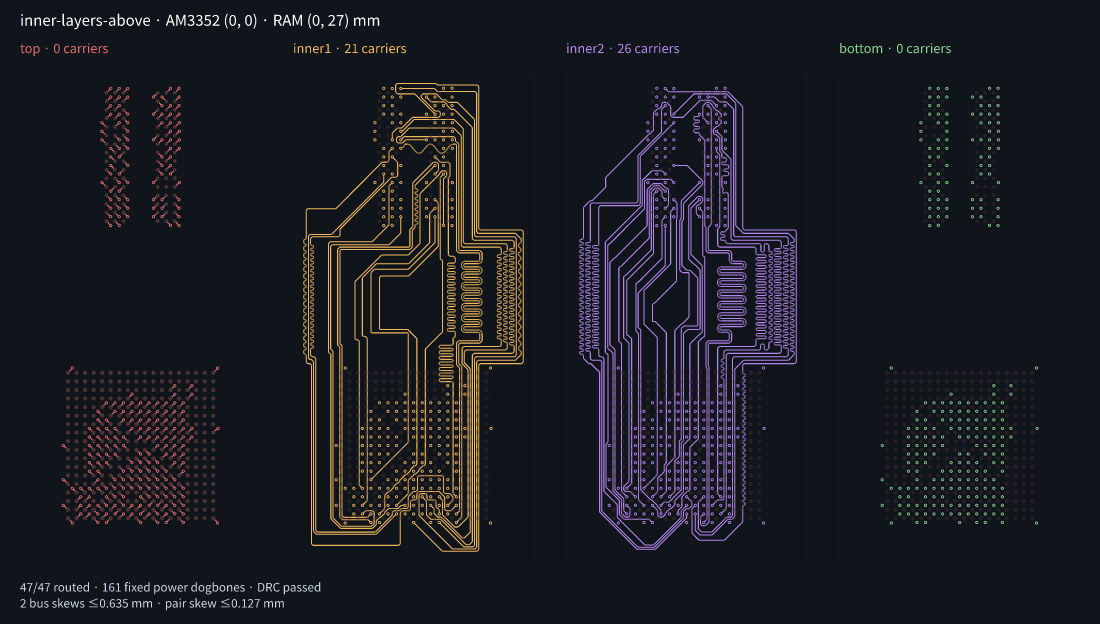 inner-layers-above · AM3352 (0, 0) · RAM (0, 27) mm
top · 0 carriers
inner1 · 21 carriers
inner2 · 26 carriers
bottom · 0 carriers
47/47 routed · 161 fixed power dogbones · DRC passed
2 bus skews ≤0.635 mm · pair skew ≤0.127 mm